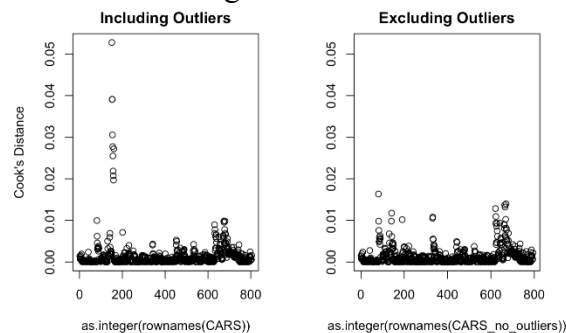 Including Outliers
Excluding Outliers
Cook's Distance
0.05
0.04
0.03
0.02
0.01
0.00
0 200 400 600 800
as.integer(rownames(CARS))
0.05
0.04
0.03
0.02
0.01
0.00
0 200 400 600 800
as.integer(rownames(CARS_no_outliers))